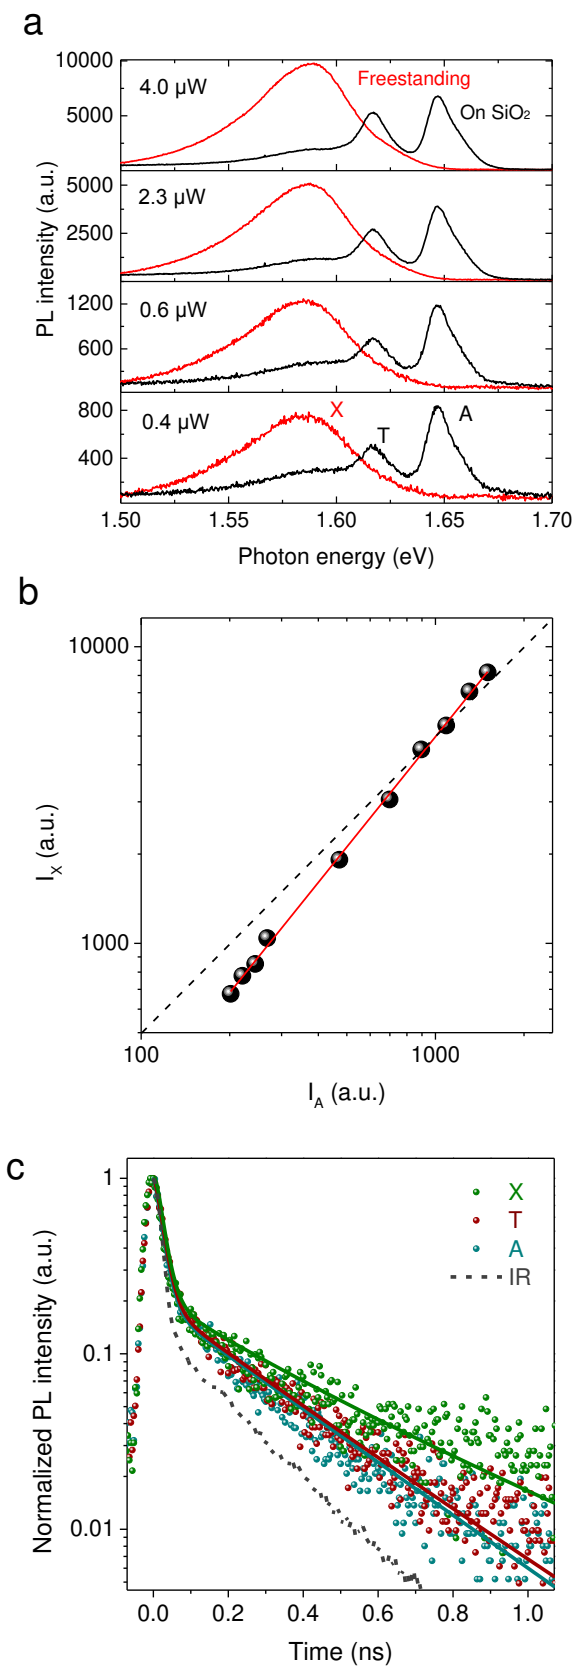 a
10000
4.0 µW
Freestanding
5000
On SiO₂
5000
2.3 µW
2500
PL intensity (a.u.)
1200
0.6 µW
600
800
0.4 µW
X
T
A
400
1.50 1.55 1.60 1.65 1.70
Photon energy (eV)
b
10000
1000
I_X (a.u.)
100 1000
I_A (a.u.)
c
1
X
T
A
IR
0.1
0.01
Normalized PL intensity (a.u.)
0.0 0.2 0.4 0.6 0.8 1.0
Time (ns)